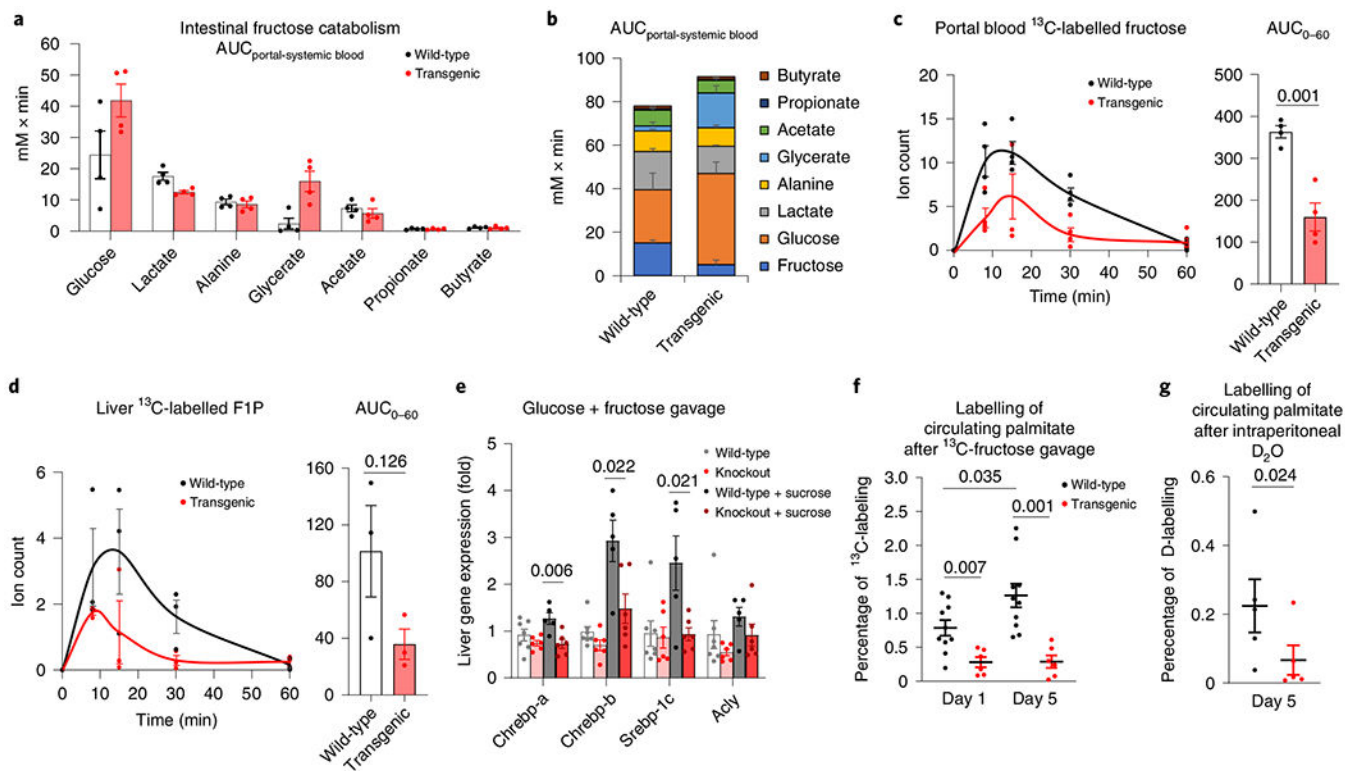 a
Intestinal fructose catabolism
AUCportal-systemic blood
Wild-type
Transgenic
mM × min
60
50
40
30
20
10
0
Glucose
Lactate
Alanine
Glycerate
Acetate
Propionate
Butyrate
b
AUCportal-systemic blood
mM × min
100
80
60
40
20
0
Wild-type
Transgenic
Butyrate
Propionate
Acetate
Glycerate
Alanine
Lactate
Glucose
Fructose
c
Portal blood 13C-labelled fructose
Wild-type
Transgenic
Ion count
20
15
10
5
0
0
10
20
30
40
50
60
Time (min)
AUC0–60
500
400
300
200
100
0
0.001
Wild-type
Transgenic
d
Liver 13C-labelled F1P
Wild-type
Transgenic
Ion count
6
4
2
0
0
10
20
30
40
50
60
Time (min)
AUC0–60
160
120
80
40
0
0.126
Wild-type
Transgenic
e
Glucose + fructose gavage
Liver gene expression (fold)
5
4
3
2
1
0
0.006
0.022
0.021
Wild-type
Knockout
Wild-type + sucrose
Knockout + sucrose
Chrebp-a
Chrebp-b
Srebp-1c
Acly
f
Labelling of
circulating palmitate
after 13C-fructose gavage
Percentage of 13C-labeling
3.0
2.5
2.0
1.5
1.0
0.5
0
0.035
0.007
0.001
Wild-type
Transgenic
Day 1
Day 5
g
Labelling of
circulating palmitate
after intraperitoneal
D2O
Perecentage of D-labelling
0.6
0.4
0.2
0
0.024
Day 5